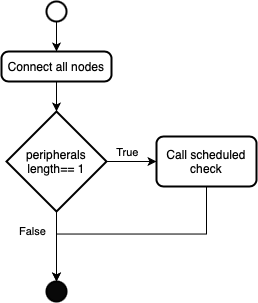 Connect all nodes
peripherals
length== 1
True
Call scheduled
check
False